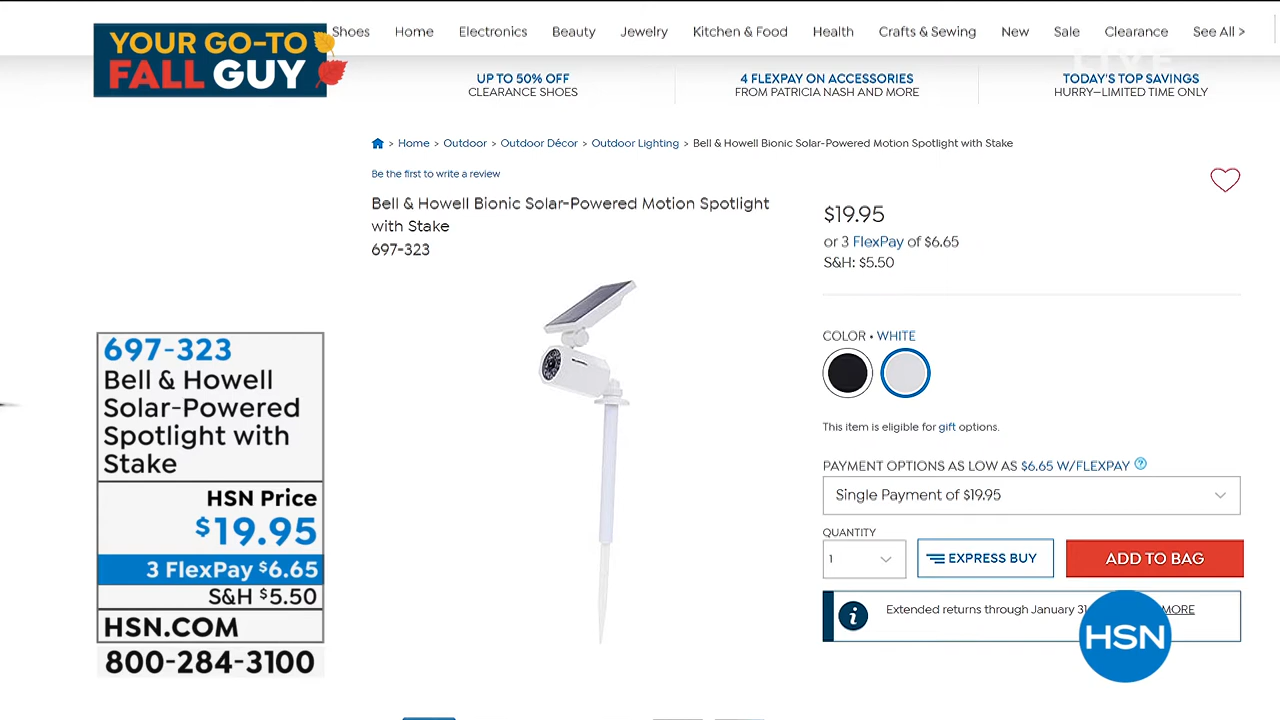 YOUR GO-TO
FALL GUY
Shoes Home Electronics Beauty Jewelry Kitchen & Food Health Crafts & Sewing New Sale Clearance See All >
LIVE
UP TO 50% OFF
CLEARANCE SHOES
4 FLEXPAY ON ACCESSORIES
FROM PATRICIA NASH AND MORE
TODAY'S TOP SAVINGS
HURRY—LIMITED TIME ONLY
> Home > Outdoor > Outdoor Décor > Outdoor Lighting > Bell & Howell Bionic Solar-Powered Motion Spotlight with Stake
Be the first to write a review
Bell & Howell Bionic Solar-Powered Motion Spotlight
with Stake
697-323
$19.95
or 3 FlexPay of $6.65
S&H: $5.50
COLOR • WHITE
This item is eligible for gift options.
PAYMENT OPTIONS AS LOW AS $6.65 W/FLEXPAY ?
Single Payment of $19.95
QUANTITY
1
EXPRESS BUY
ADD TO BAG
i
Extended returns through January 31
MORE
HSN
697-323
Bell & Howell
Solar-Powered
Spotlight with
Stake
HSN Price
$19.95
3 FlexPay $6.65
S&H $5.50
HSN.COM
800-284-3100